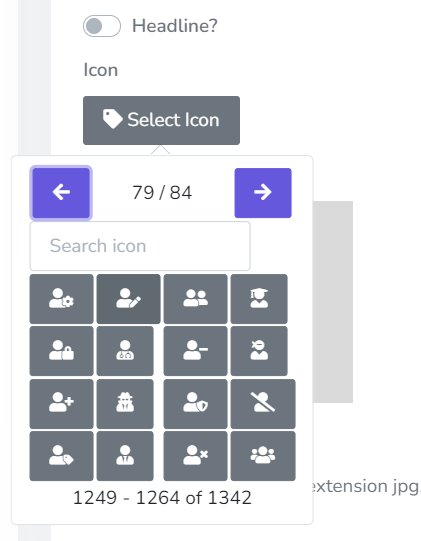 Headline?
Icon
Select Icon
79 / 84
Search icon
1249 - 1264 of 1342
extension jpg